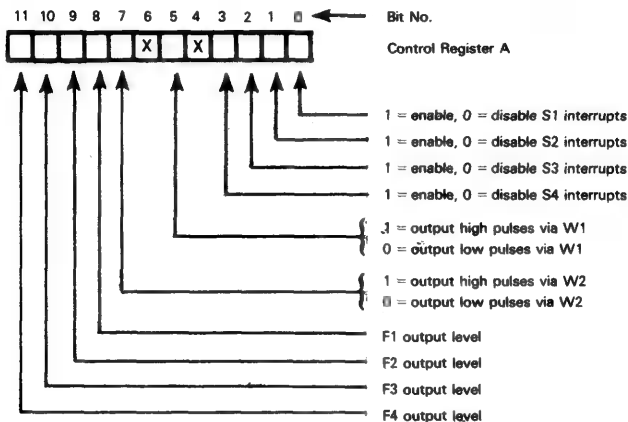 11 10 9 8 7 6 5 4 3 2 1 0 Bit No.
X X Control Register A
1 = enable, 0 = disable S1 interrupts
1 = enable, 0 = disable S2 interrupts
1 = enable, 0 = disable S3 interrupts
1 = enable, 0 = disable S4 interrupts
1 = output high pulses via W1
0 = output low pulses via W1
1 = output high pulses via W2
0 = output low pulses via W2
F1 output level
F2 output level
F3 output level
F4 output level